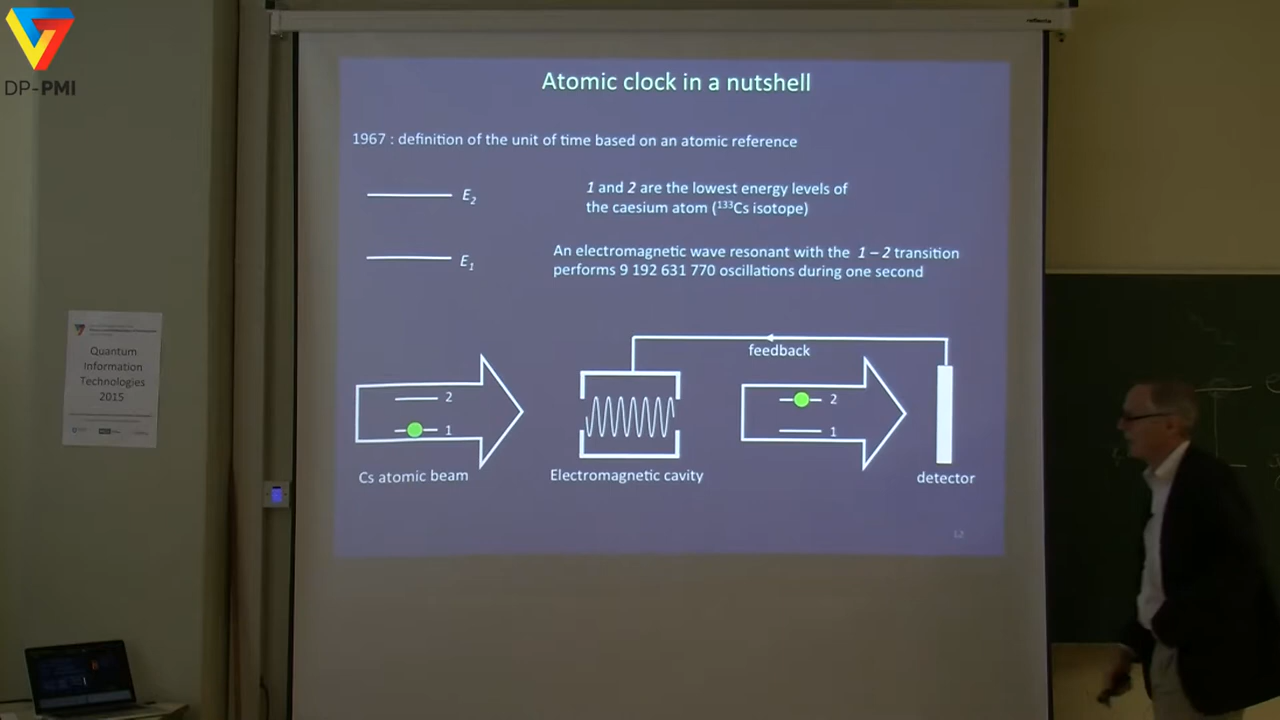 DP-PMI
reflecta
Atomic clock in a nutshell
1967 : definition of the unit of time based on an atomic reference
E2
1 and 2 are the lowest energy levels of
the caesium atom (¹³³Cs isotope)
E1
An electromagnetic wave resonant with the 1 – 2 transition
performs 9 192 631 770 oscillations during one second
feedback
2
1
2
1
Cs atomic beam
Electromagnetic cavity
detector
12
Quantum
Information
Technologies
2015